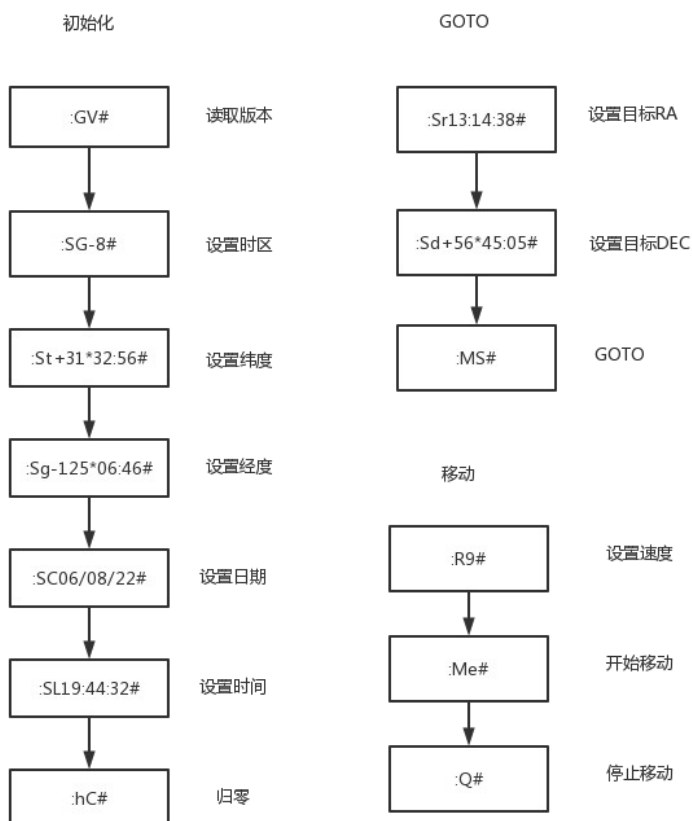 初始化
:GV#
读取版本
:SG-8#
设置时区
:St+31*32:56#
设置纬度
:Sg-125*06:46#
设置经度
:SC06/08/22#
设置日期
:SL19:44:32#
设置时间
:hC#
归零
GOTO
:Sr13:14:38#
设置目标RA
:Sd+56*45:05#
设置目标DEC
:MS#
GOTO
移动
:R9#
设置速度
:Me#
开始移动
:Q#
停止移动